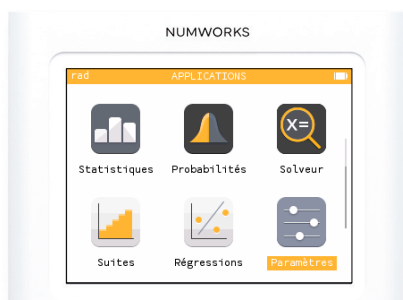 NUMWORKS
rad APPLICATIONS
X=
Statistiques Probabilités Solveur
Suites Régressions Paramètres